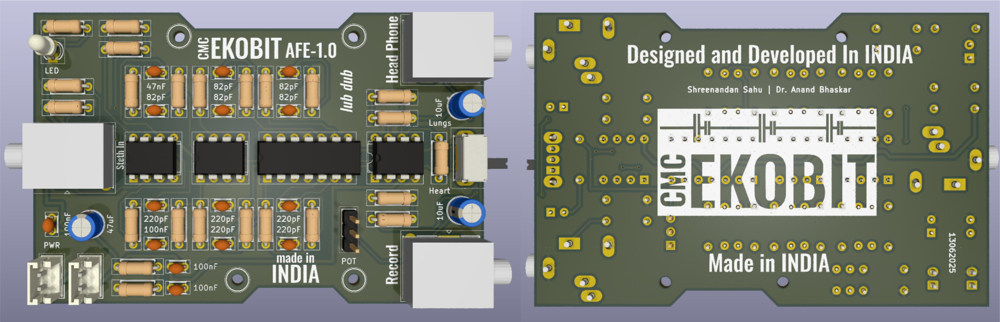 CMC EKOBIT AFE-1.0
Head Phone
LED
47nF
82pF
82pF
82pF
82pF
82pF
lub dub
10uF
Lungs
Steth In
Heart
10uF
100nF
47uF
220pF
100nF
220pF
220pF
220pF
220pF
PWR
POT
made in
INDIA
Record
100nF
100nF
Designed and Developed In INDIA
Shreenandan Sahu | Dr. Anand Bhaskar
CMC EKOBIT
Made in INDIA
13062025